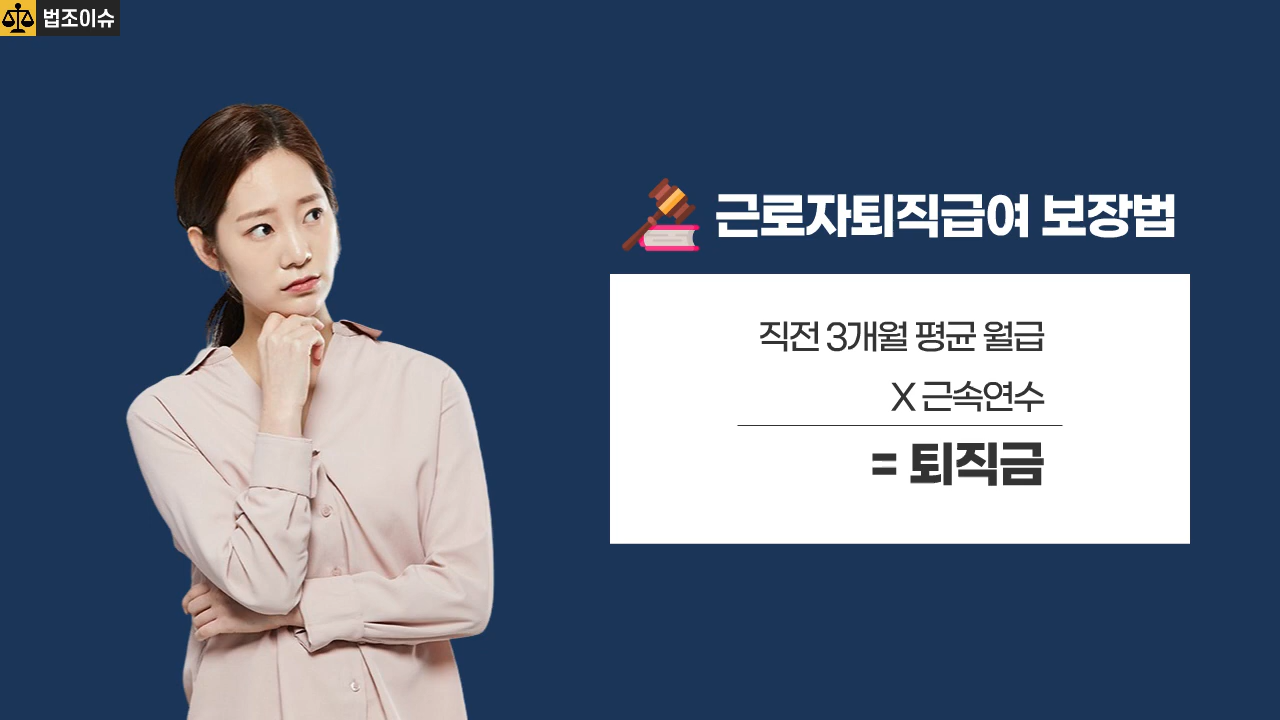 법조이슈
근로자퇴직급여 보장법
직전 3개월 평균 월급
X 근속연수
= 퇴직금